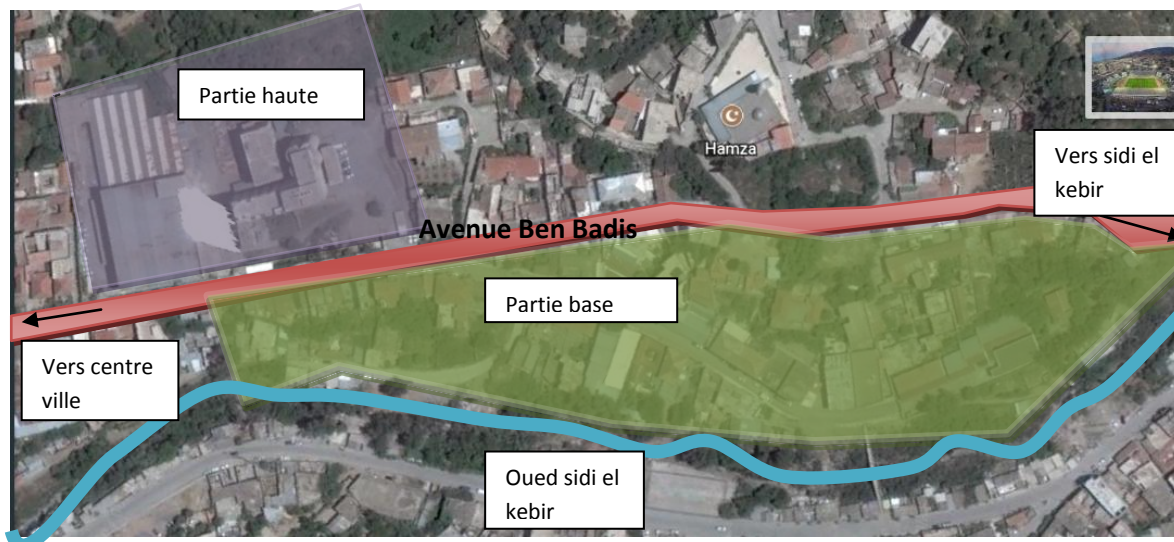 Partie haute
Hamza
Vers sidi el
kebir
Avenue Ben Badis
Partie base
Vers centre
ville
Oued sidi el
kebir